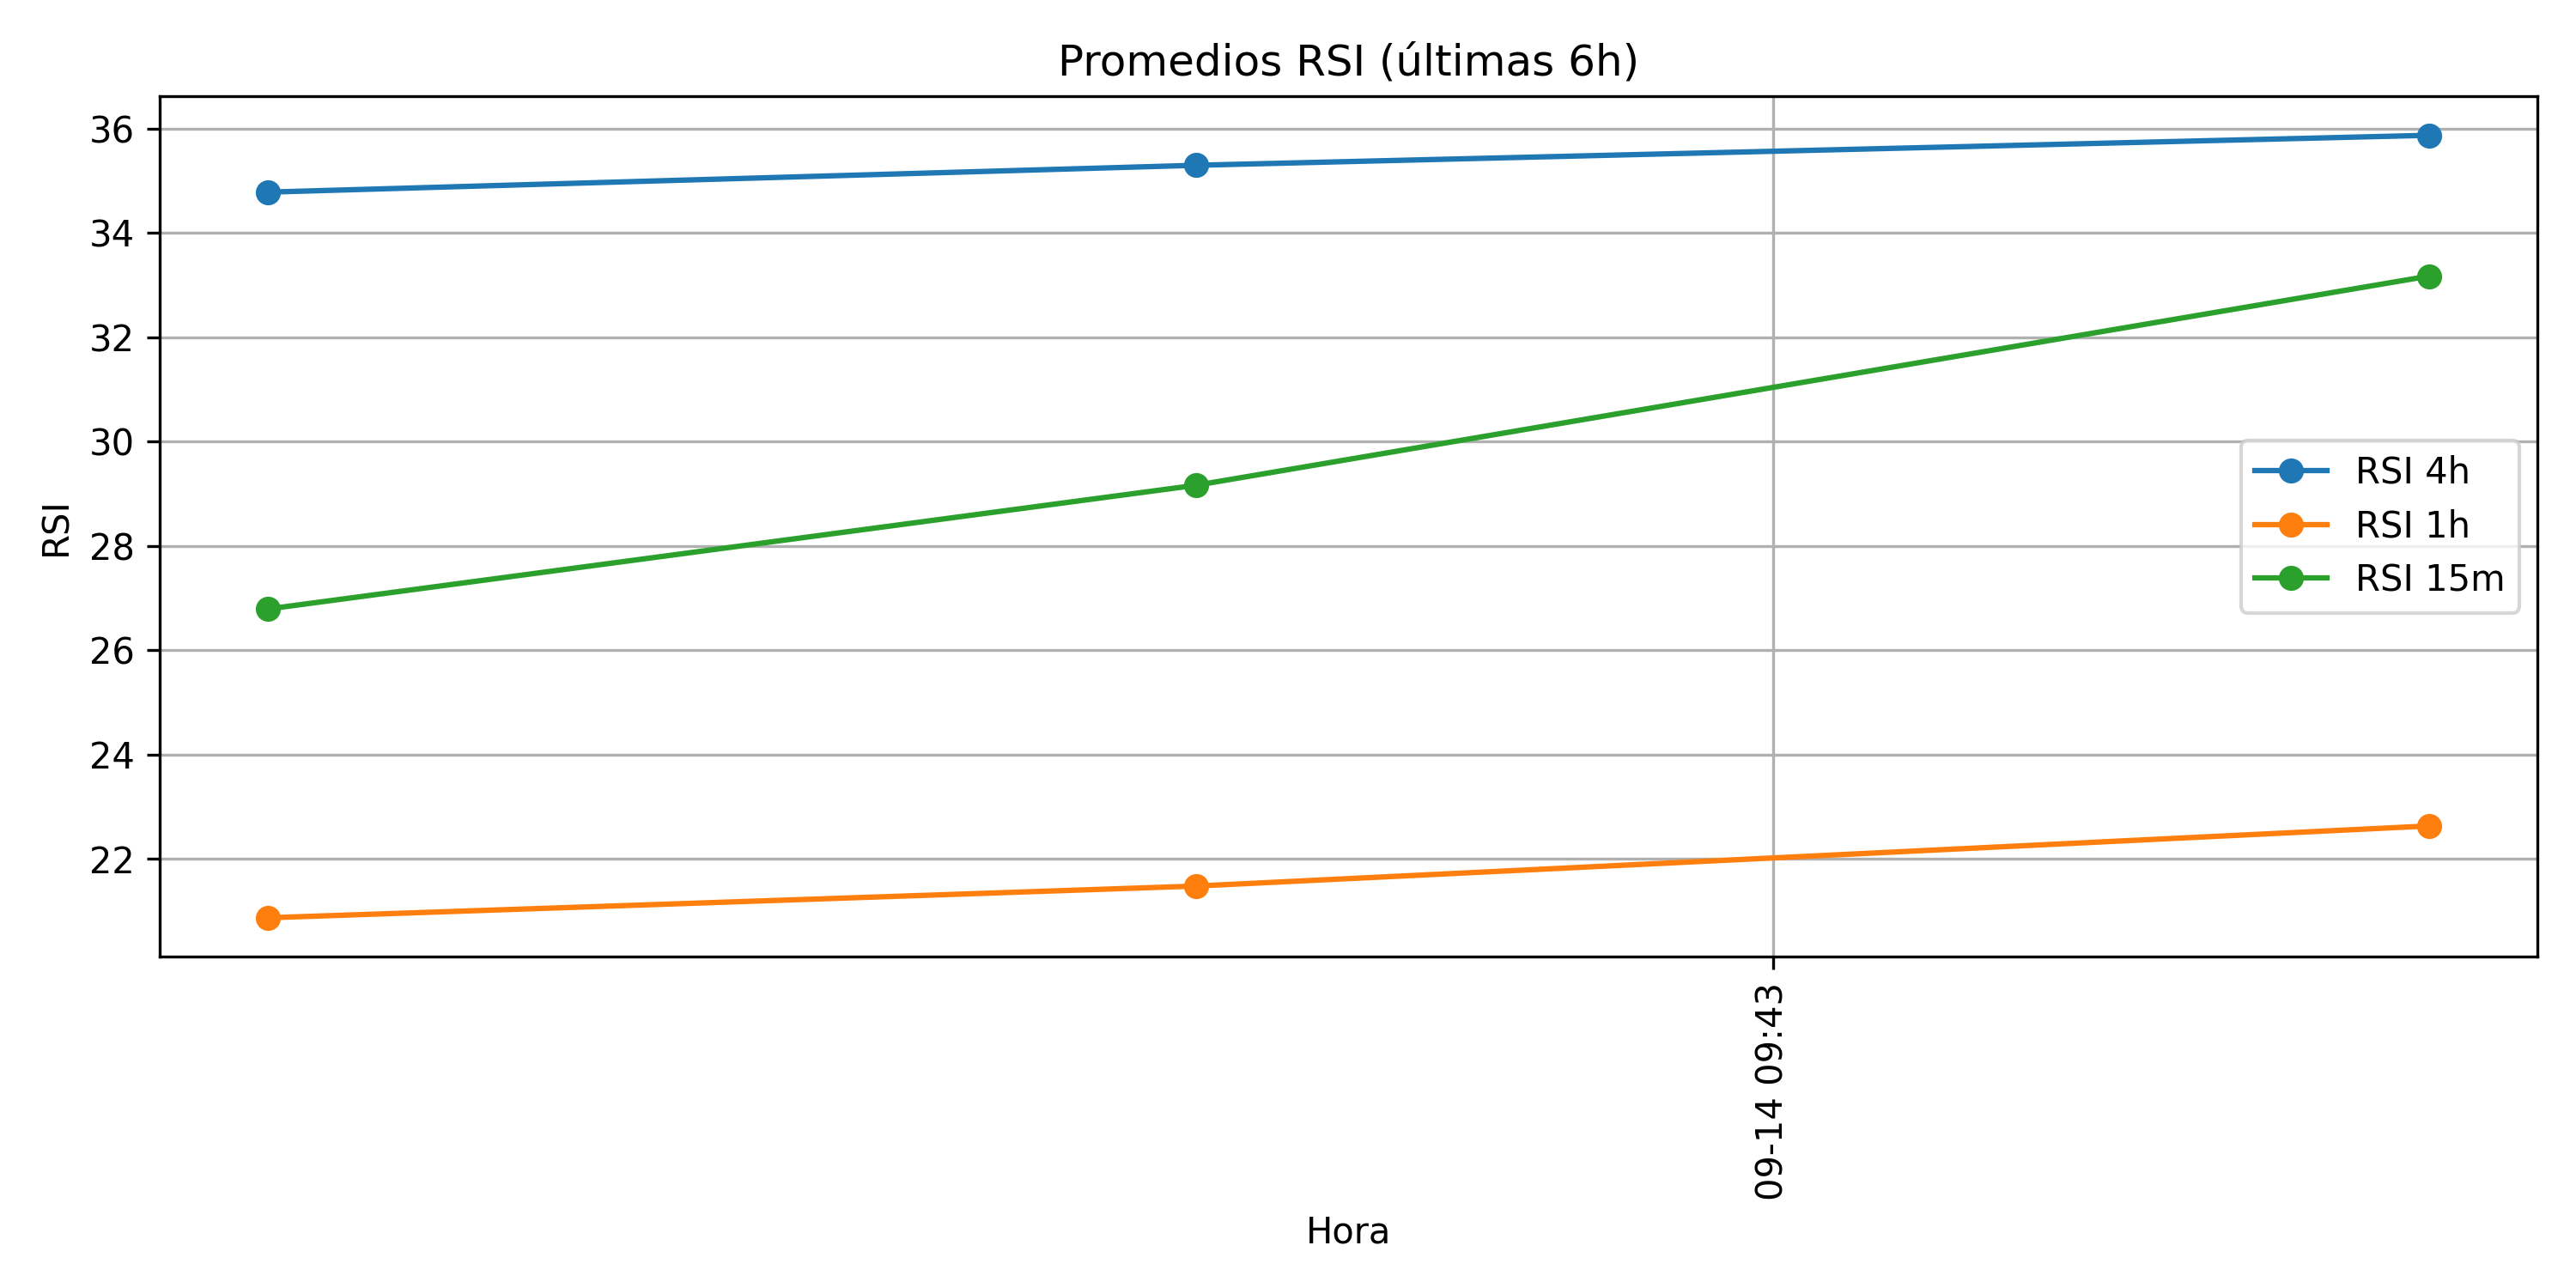 Promedios RSI (últimas 6h)
36
34
32
30
28
26
24
22
RSI
RSI 4h
RSI 1h
RSI 15m
09-14 09:43
Hora